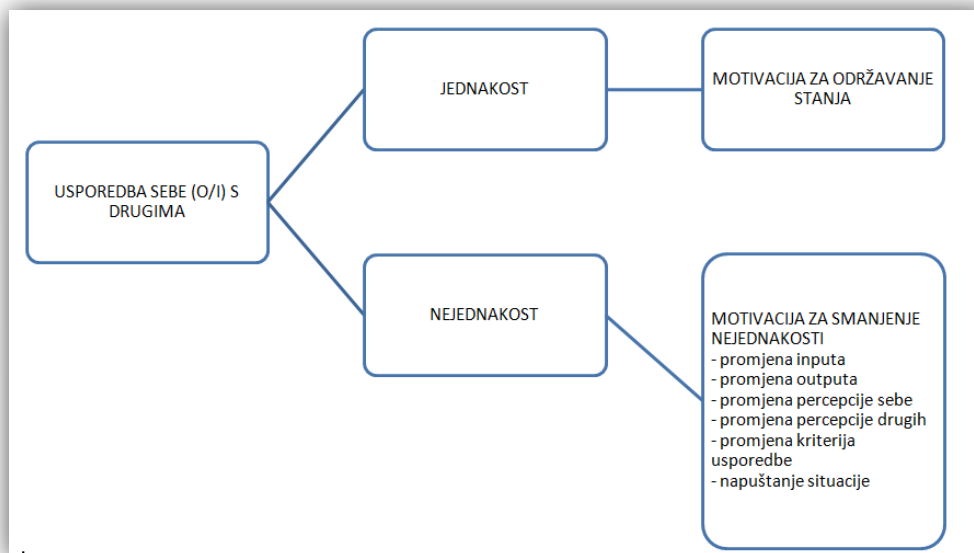 JEDNAKOST
MOTIVACIJA ZA ODRŽAVANJE
STANJA
USPOREDBA SEBE (O/I) S
DRUGIMA
NEJEDNAKOST
MOTIVACIJA ZA SMANJENJE
NEJEDNAKOSTI
- promjena inputa
- promjena outputa
- promjena percepcije sebe
- promjena percepcije drugih
- promjena kriterija
usporedbe
- napuštanje situacije
.